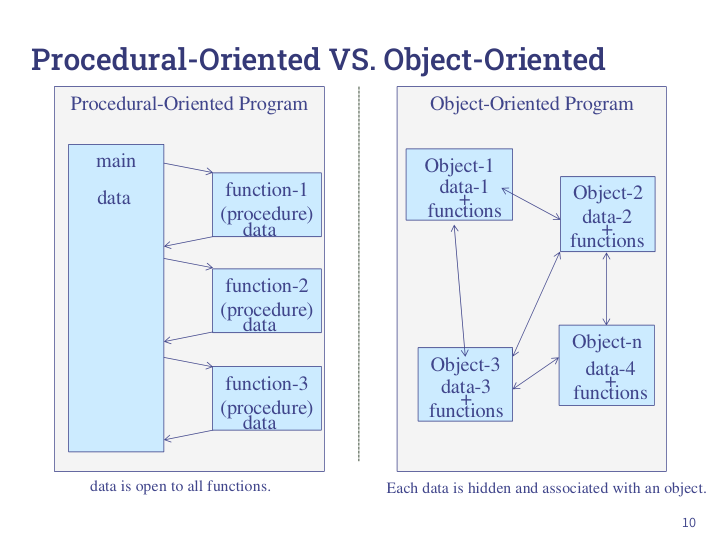 Procedural-Oriented VS. Object-Oriented
Procedural-Oriented Program
main
data
function-1
(procedure)
data
function-2
(procedure)
data
function-3
(procedure)
data
data is open to all functions.
Object-Oriented Program
Object-1
data-1
+
functions
Object-2
data-2
+
functions
Object-3
data-3
+
functions
Object-n
data-4
+
functions
Each data is hidden and associated with an object.
10